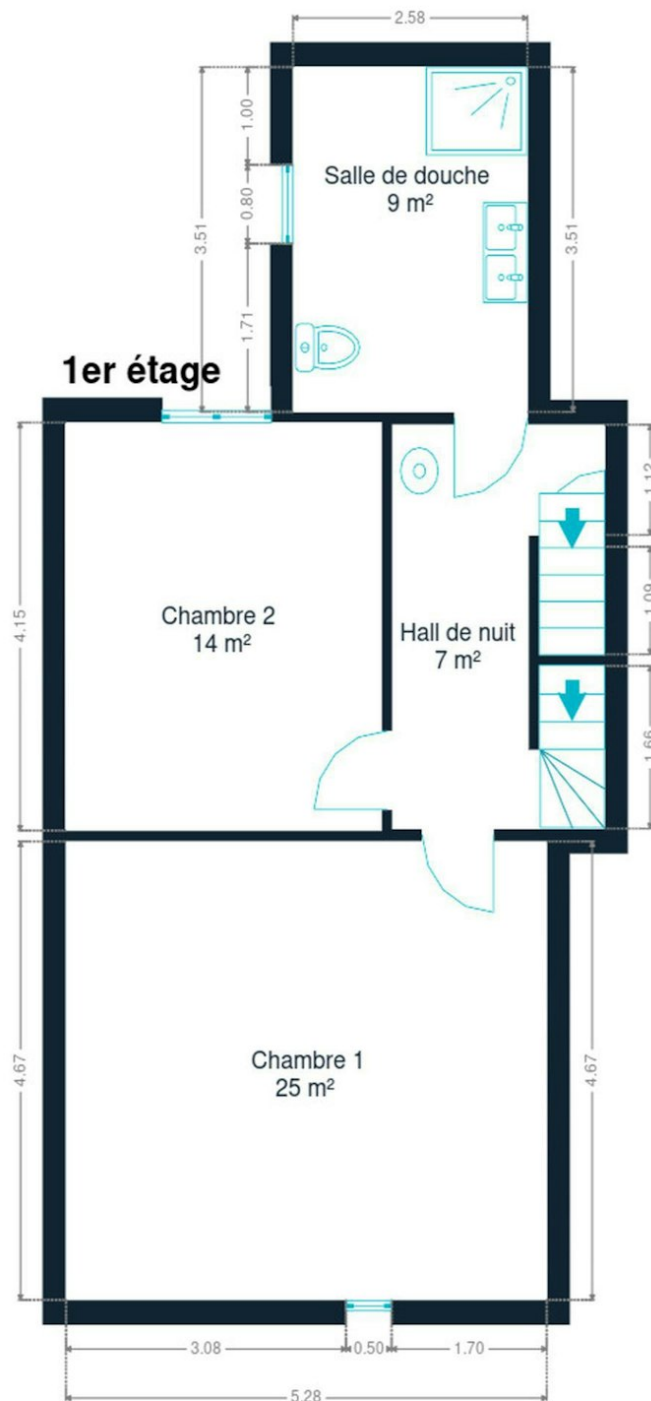 2.58
1.00
Salle de douche
9 m²
0.80
3.51
3.51
1.71
1er étage
1.12
4.15
Chambre 2
14 m²
Hall de nuit
7 m²
1.09
1.66
4.67
Chambre 1
25 m²
4.67
3.08
0.50
1.70
5.28